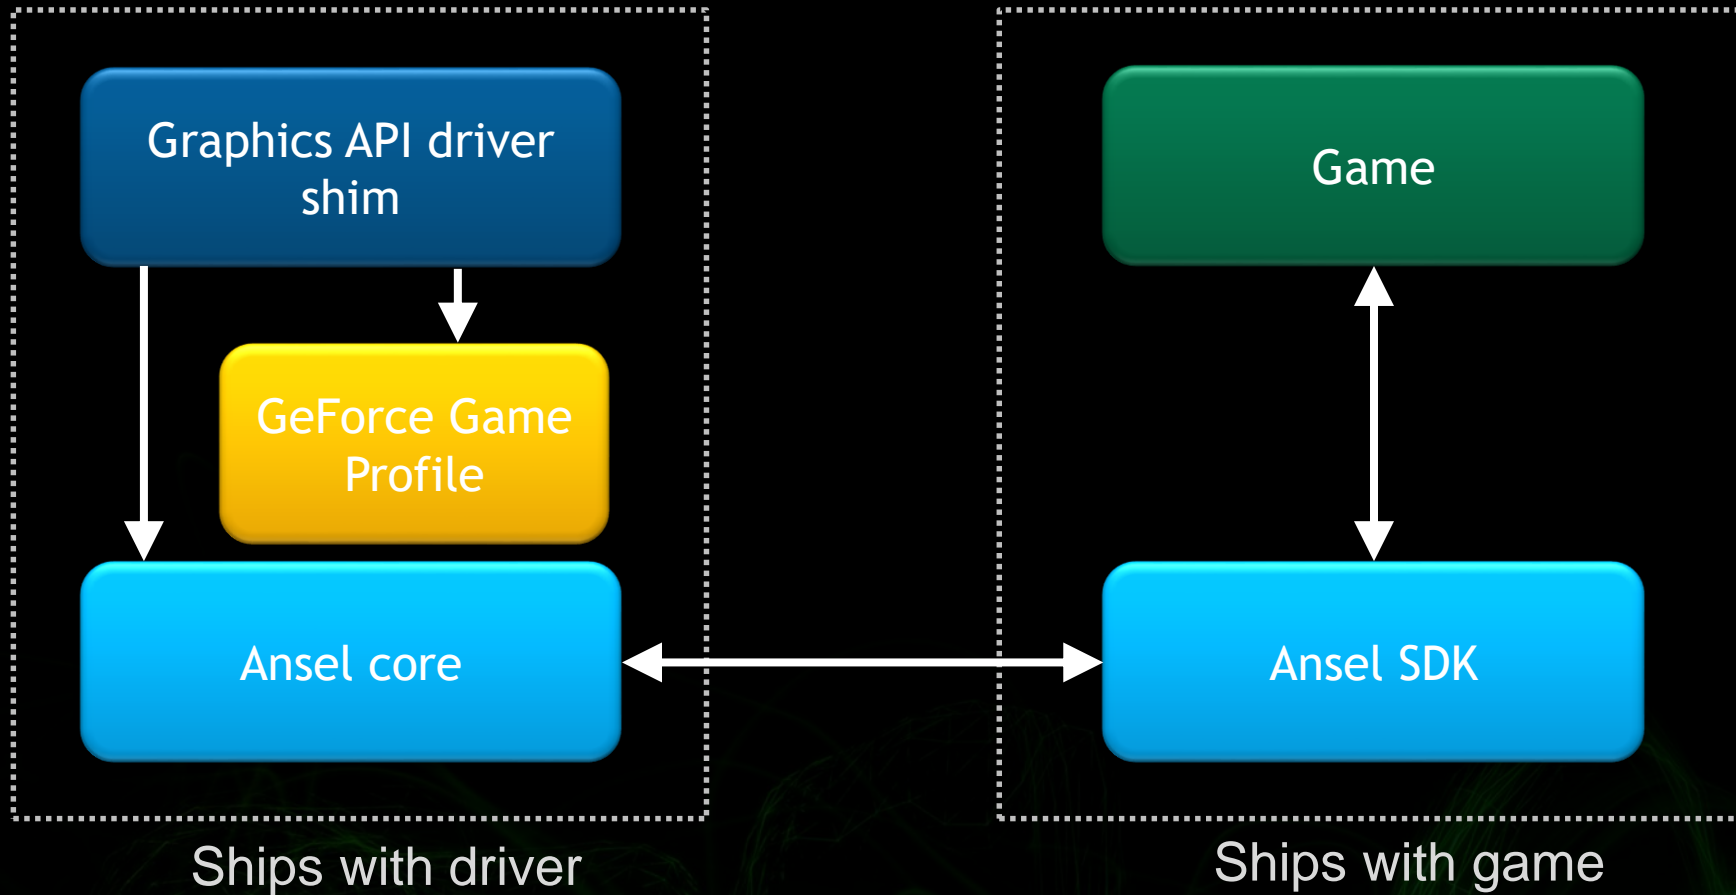 Graphics API driver
shim
GeForce Game
Profile
Ansel core
Ships with driver
Game
Ansel SDK
Ships with game